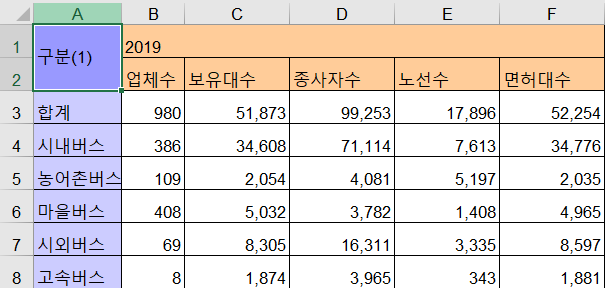 A B C D E F
1 구분(1) 2019
2 업체수 보유대수 종사자수 노선수 면허대수
3 합계 980 51,873 99,253 17,896 52,254
4 시내버스 386 34,608 71,114 7,613 34,776
5 농어촌버스 109 2,054 4,081 5,197 2,035
6 마을버스 408 5,032 3,782 1,408 4,965
7 시외버스 69 8,305 16,311 3,335 8,597
8 고속버스 8 1,874 3,965 343 1,881